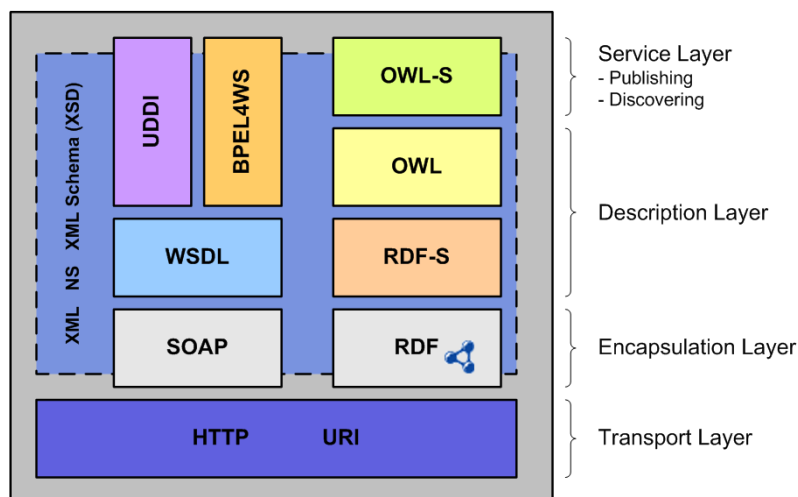 UDDI
BPEL4WS
OWL-S
OWL
WSDL
RDF-S
SOAP
RDF
XML NS XML Schema (XSD)
HTTP URI
Service Layer
- Publishing
- Discovering
Description Layer
Encapsulation Layer
Transport Layer